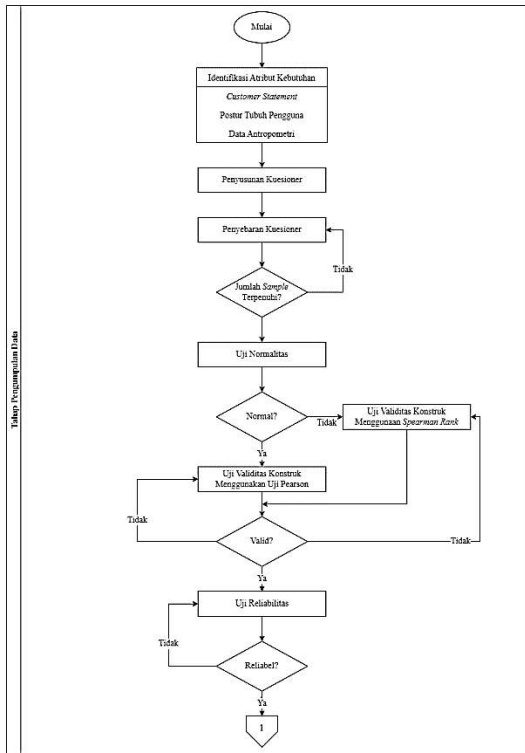 Tahap Pengumpulan Data
Mulai
Identifikasi Atribut Kebutuhan
Customer Statement
Postur Tubuh Pengguna
Data Antropometri
Penyusunan Kuesioner
Penyebaran Kuesioner
Tidak
Jumlah Sample
Terpenuhi?
Uji Normalitas
Normal?
Tidak
Uji Validitas Konstruk
Menggunaan Spearman Rank
Ya
Uji Validitas Konstruk
Menggunakan Uji Pearson
Tidak
Valid?
Tidak
Ya
Uji Reliabilitas
Tidak
Reliabel?
Ya
1